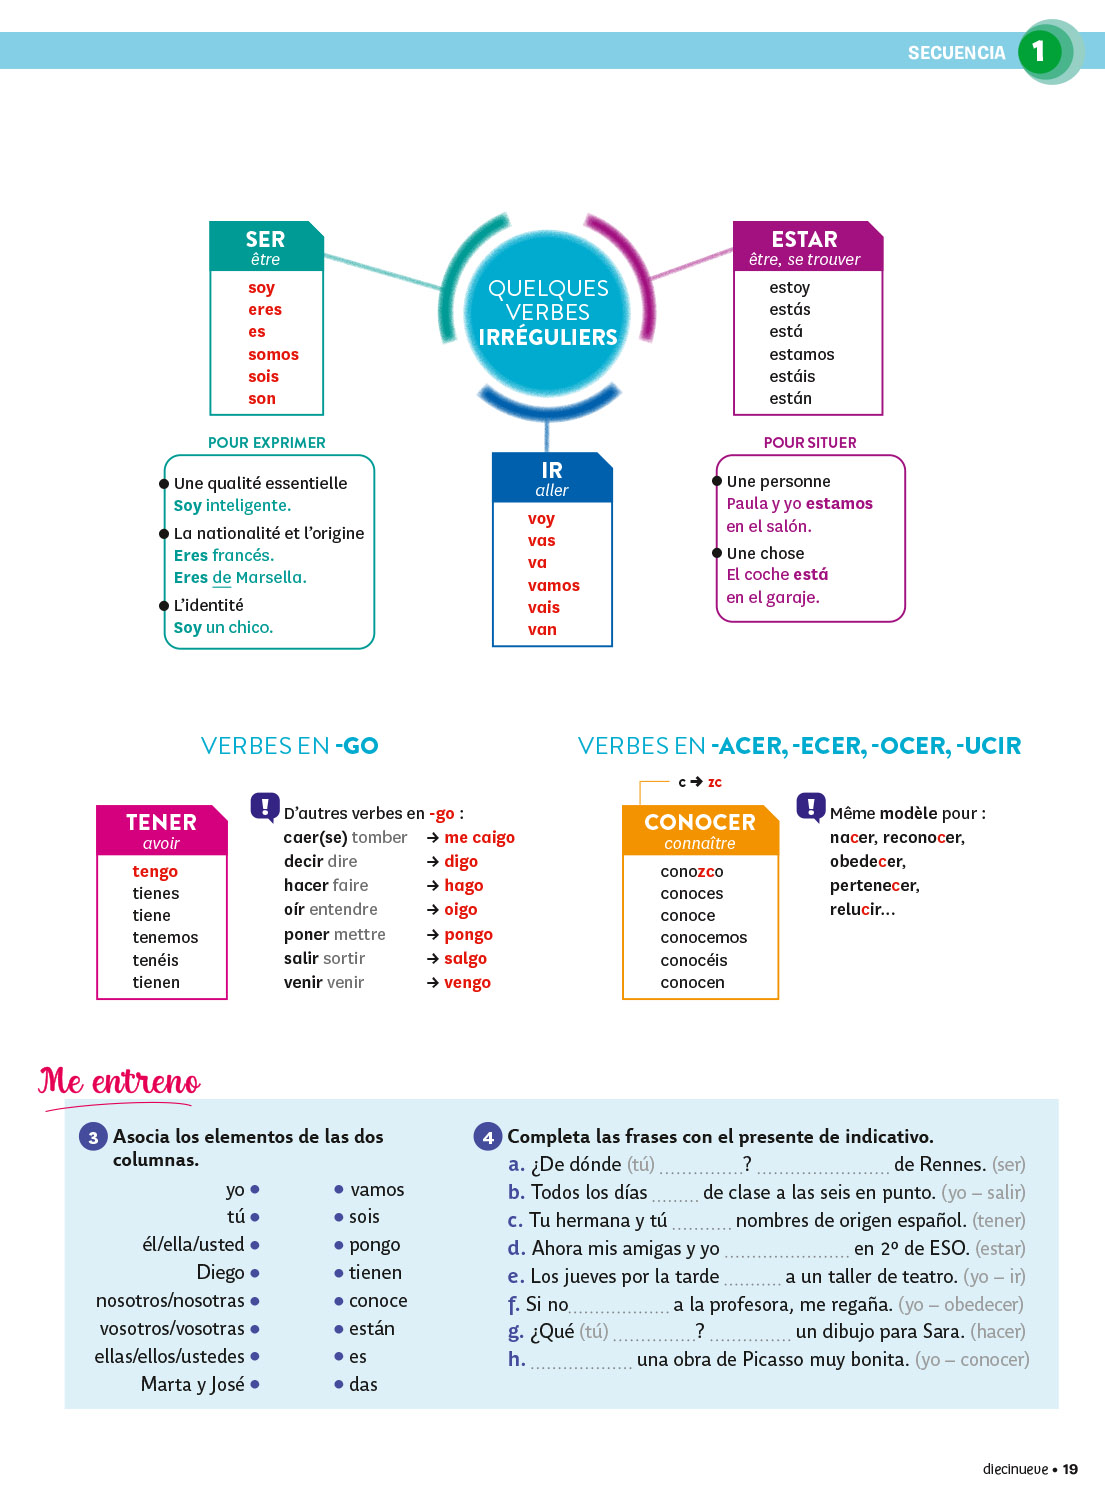 SECUENCIA 1
QUELQUES
VERBES
IRRÉGULIERS
SER
être
soy
eres
es
somos
sois
son
POUR EXPRIMER
Une qualité essentielle
Soy inteligente.
La nationalité et l'origine
Eres francés.
Eres de Marsella.
L'identité
Soy un chico.
IR
aller
voy
vas
va
vamos
vais
van
ESTAR
être, se trouver
estoy
estás
está
estamos
estáis
están
POUR SITUER
Une personne
Paula y yo estamos
en el salón.
Une chose
El coche está
en el garaje.
VERBES EN -GO
TENER
avoir
tengo
tienes
tiene
tenemos
tenéis
tienen
! D'autres verbes en -go :
caer(se) tomber → me caigo
decir dire → digo
hacer faire → hago
oír entendre → oigo
poner mettre → pongo
salir sortir → salgo
venir venir → vengo
VERBES EN -ACER, -ECER, -OCER, -UCIR
c → zc
CONOCER
connaître
conozco
conoces
conoce
conocemos
conocéis
conocen
! Même modèle pour :
nacer, reconocer,
obedecer,
pertenecer,
relucir...
Me entreno
3 Asocia los elementos de las dos
columnas.
yo • • vamos
tú • • sois
él/ella/usted • • pongo
Diego • • tienen
nosotros/nosotras • • conoce
vosotros/vosotras • • están
ellas/ellos/ustedes • • es
Marta y José • • das
4 Completa las frases con el presente de indicativo.
a. ¿De dónde (tú) ...............? ........................ de Rennes. (ser)
b. Todos los días ......... de clase a las seis en punto. (yo – salir)
c. Tu hermana y tú ........... nombres de origen español. (tener)
d. Ahora mis amigas y yo ....................... en 2º de ESO. (estar)
e. Los jueves por la tarde ........... a un taller de teatro. (yo – ir)
f. Si no................... a la profesora, me regaña. (yo – obedecer)
g. ¿Qué (tú) ...............? ............... un dibujo para Sara. (hacer)
h. ................... una obra de Picasso muy bonita. (yo – conocer)
diecinueve • 19